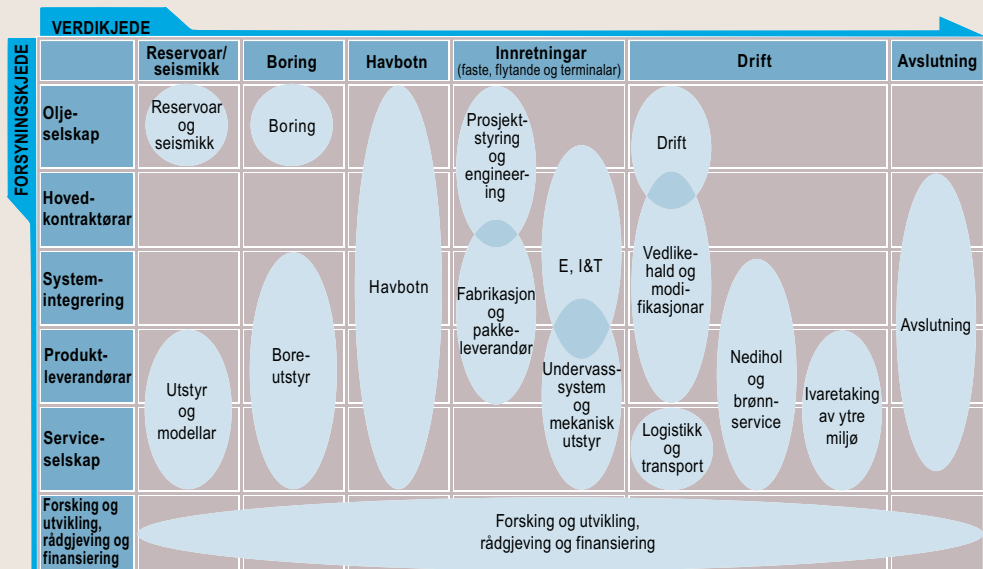 VERDIKJEDE
FORSYNINGSKJEDE
Reservoar/
seismikk
Boring
Havbotn
Innretningar
(faste, flytande og terminalar)
Drift
Avslutning
Olje-
selskap
Hoved-
kontraktørar
System-
integrering
Produkt-
leverandørar
Service-
selskap
Forsking og
utvikling,
rådgjeving og
finansiering
Reservoar
og
seismikk
Boring
Utstyr
og
modellar
Bore-
utstyr
Havbotn
Prosjekt-
styring
og
engineer-
ing
Fabrikasjon
og
pakke-
leverandør
E, I&T
Undervass-
system
og
mekanisk
utstyr
Drift
Vedlike-
hald og
modi-
fikasjonar
Logistikk
og
transport
Nedihol
og
brønn-
service
Ivaretaking
av ytre
miljø
Avslutning
Forsking og utvikling,
rådgjeving og finansiering